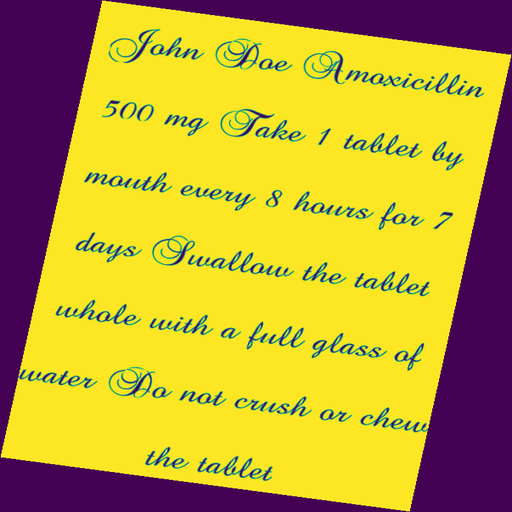 John Doe Amoxicillin
500 mg Take 1 tablet by
mouth every 8 hours for 7
days Swallow the tablet
whole with a full glass of
water Do not crush or chew
the tablet